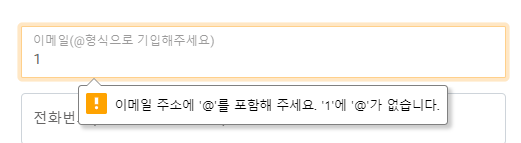 이메일(@형식으로 기입해주세요)
1
이메일 주소에 '@'를 포함해 주세요. '1'에 '@'가 없습니다.